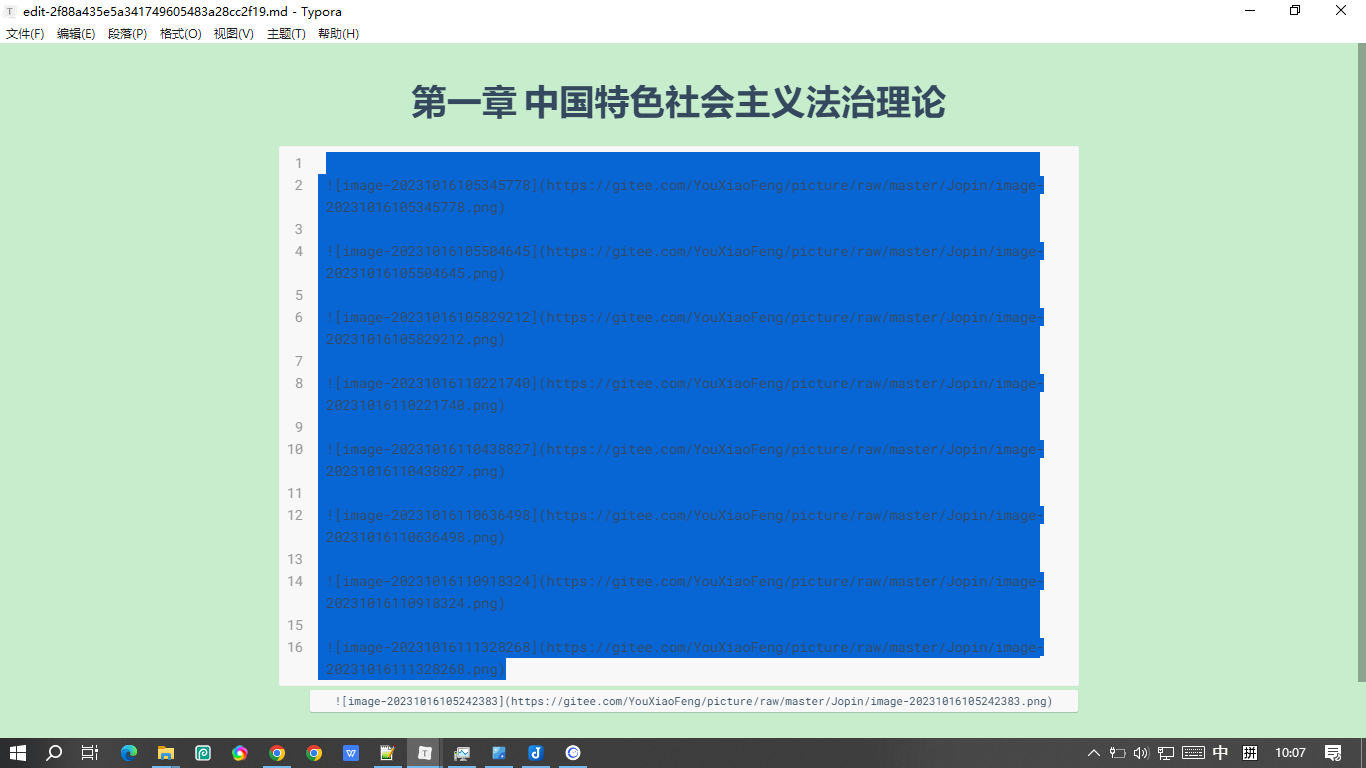 edit-2f88a435e5a341749605483a28cc2f19.md - Typora
文件(F) 编辑(E) 段落(P) 格式(O) 视图(V) 主题(T) 帮助(H)
第一章 中国特色社会主义法治理论
1
2 ![image-20231016105345778](https://gitee.com/YouXiaoFeng/picture/raw/master/Jopin/image-
20231016105345778.png)
3
4 ![image-20231016105504645](https://gitee.com/YouXiaoFeng/picture/raw/master/Jopin/image-
20231016105504645.png)
5
6 ![image-20231016105829212](https://gitee.com/YouXiaoFeng/picture/raw/master/Jopin/image-
20231016105829212.png)
7
8 ![image-20231016110221740](https://gitee.com/YouXiaoFeng/picture/raw/master/Jopin/image-
20231016110221740.png)
9
10 ![image-20231016110438827](https://gitee.com/YouXiaoFeng/picture/raw/master/Jopin/image-
20231016110438827.png)
11
12 ![image-20231016110636498](https://gitee.com/YouXiaoFeng/picture/raw/master/Jopin/image-
20231016110636498.png)
13
14 ![image-20231016110918324](https://gitee.com/YouXiaoFeng/picture/raw/master/Jopin/image-
20231016110918324.png)
15
16 ![image-20231016111328268](https://gitee.com/YouXiaoFeng/picture/raw/master/Jopin/image-
20231016111328268.png)
![image-20231016105242383](https://gitee.com/YouXiaoFeng/picture/raw/master/Jopin/image-20231016105242383.png)
中 拼 10:07